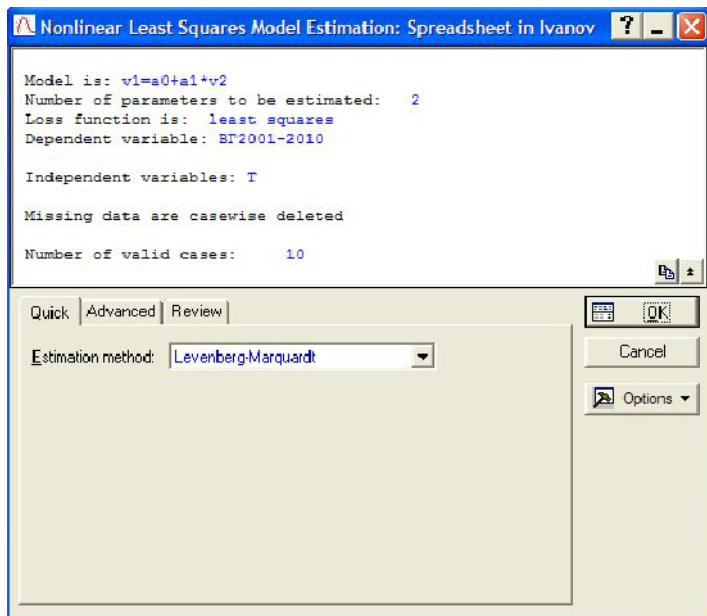 Nonlinear Least Squares Model Estimation: Spreadsheet in Ivanov
Model is: v1=a0+a1*v2
Number of parameters to be estimated: 2
Loss function is: least squares
Dependent variable: ВГ2001-2010
Independent variables: T
Missing data are casewise deleted
Number of valid cases: 10
Quick Advanced Review
OK
Estimation method: Levenberg-Marquardt
Cancel
Options